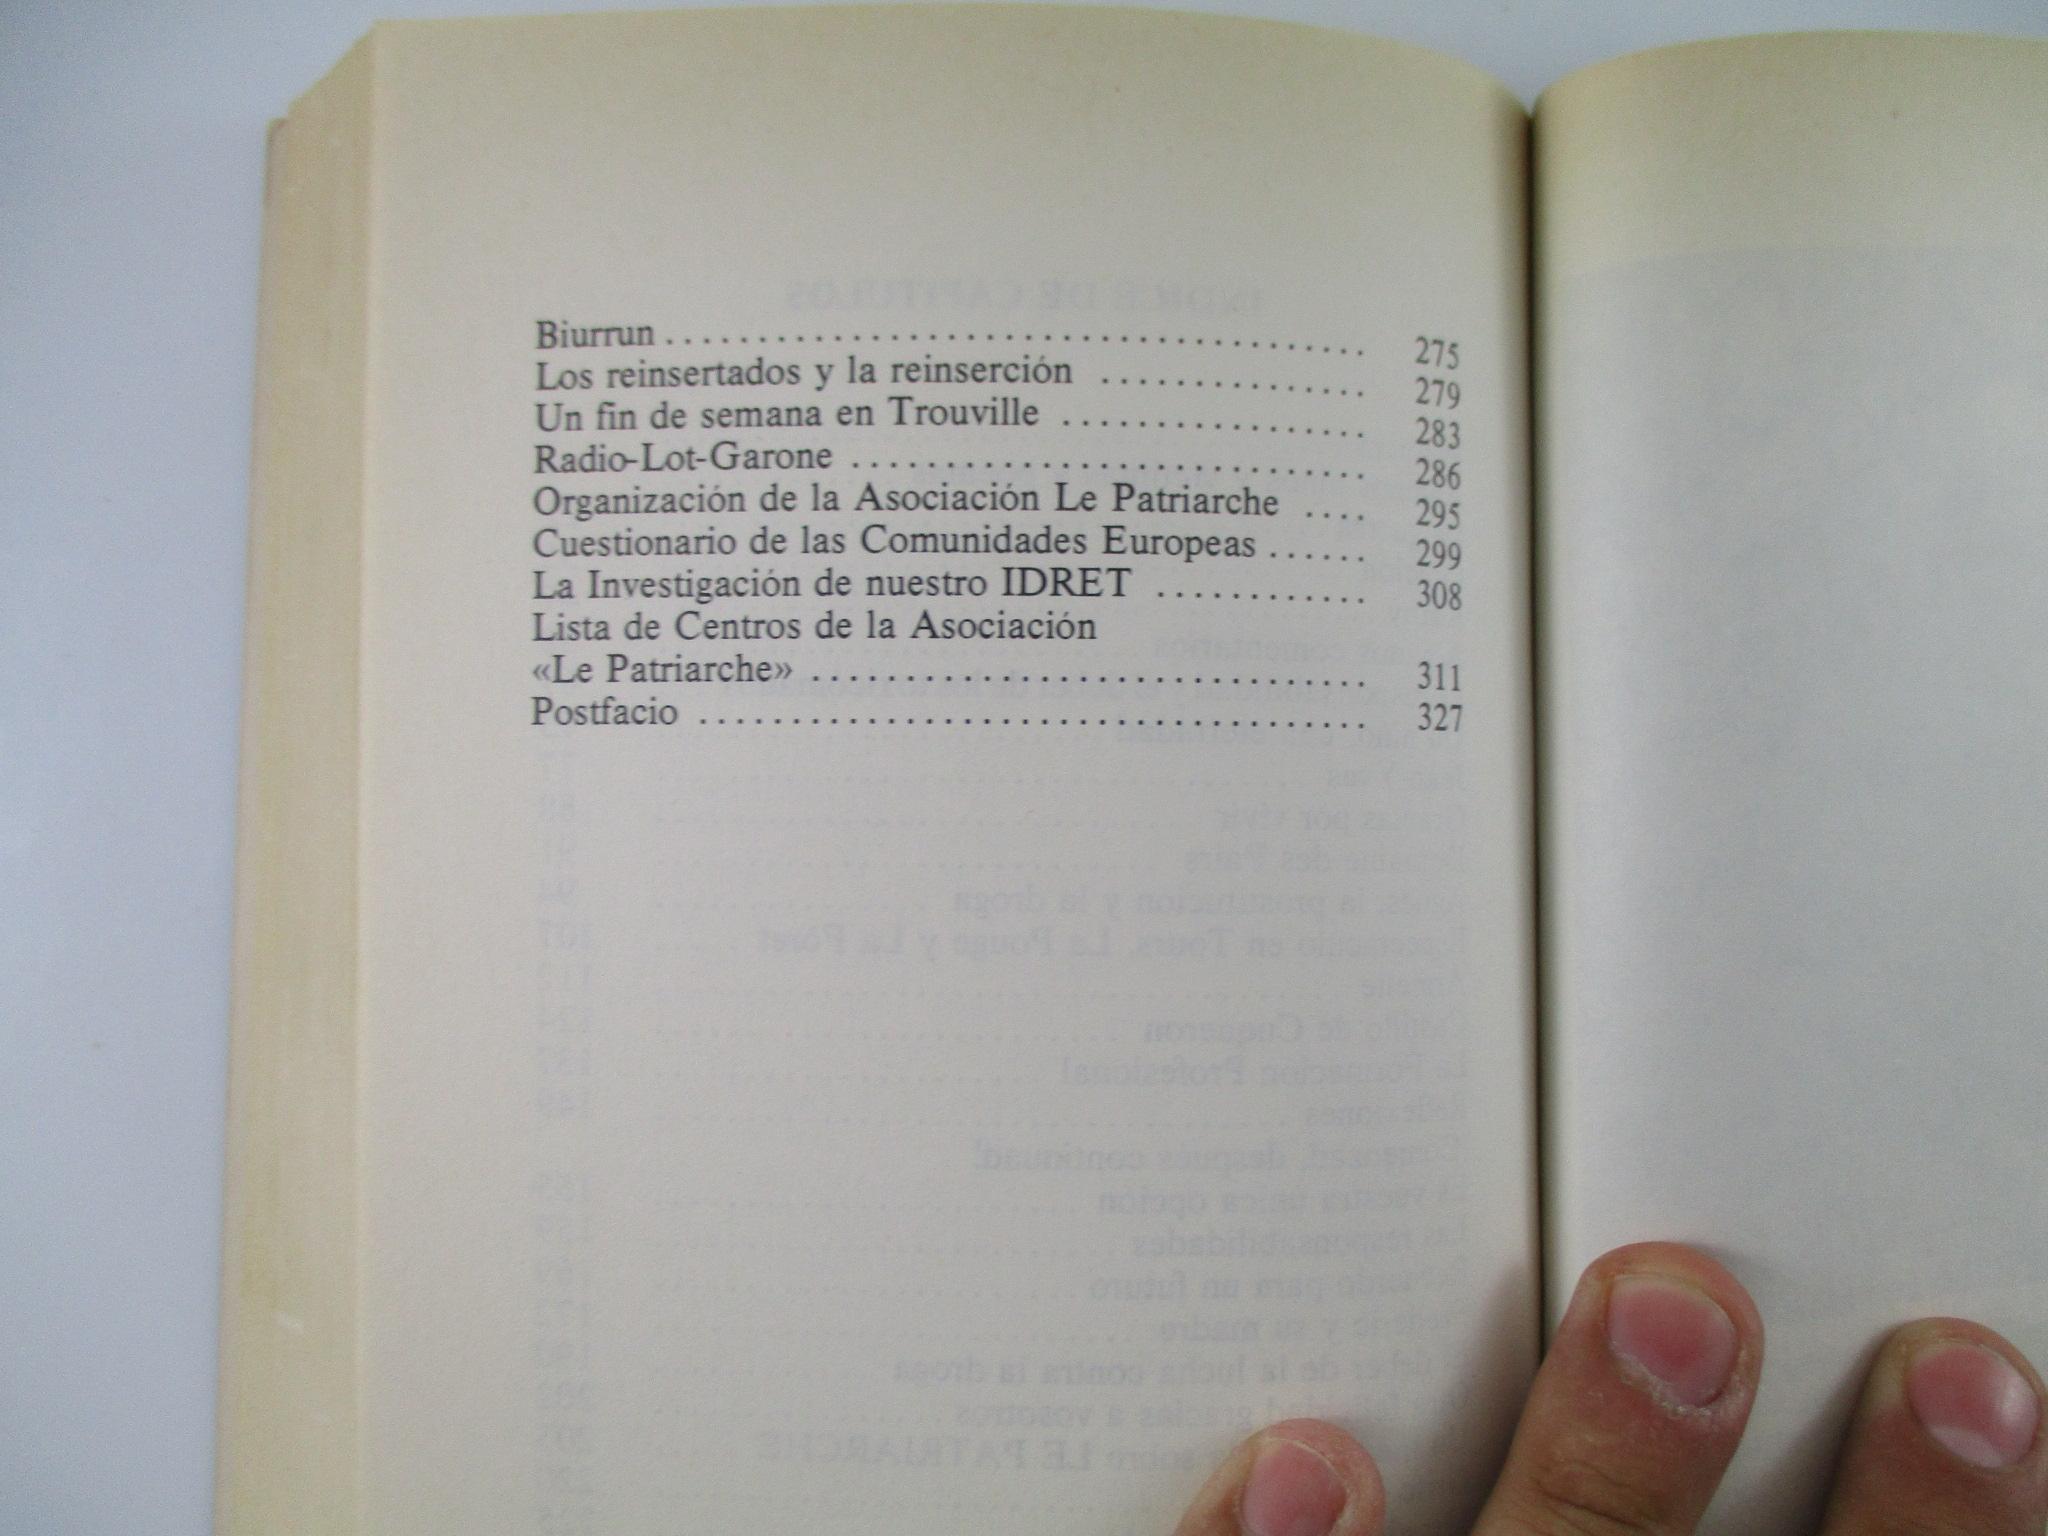 Biurrun ........................................ 275
Los reinsertados y la reinserción ............... 279
Un fin de semana en Trouville ................. 283
Radio-Lot-Garone ............................ 286
Organización de la Asociación Le Patriarche .... 295
Cuestionario de las Comunidades Europeas ...... 299
La Investigación de nuestro IDRET ............ 308
Lista de Centros de la Asociación
«Le Patriarche» ............................... 311
Postfacio ..................................... 327